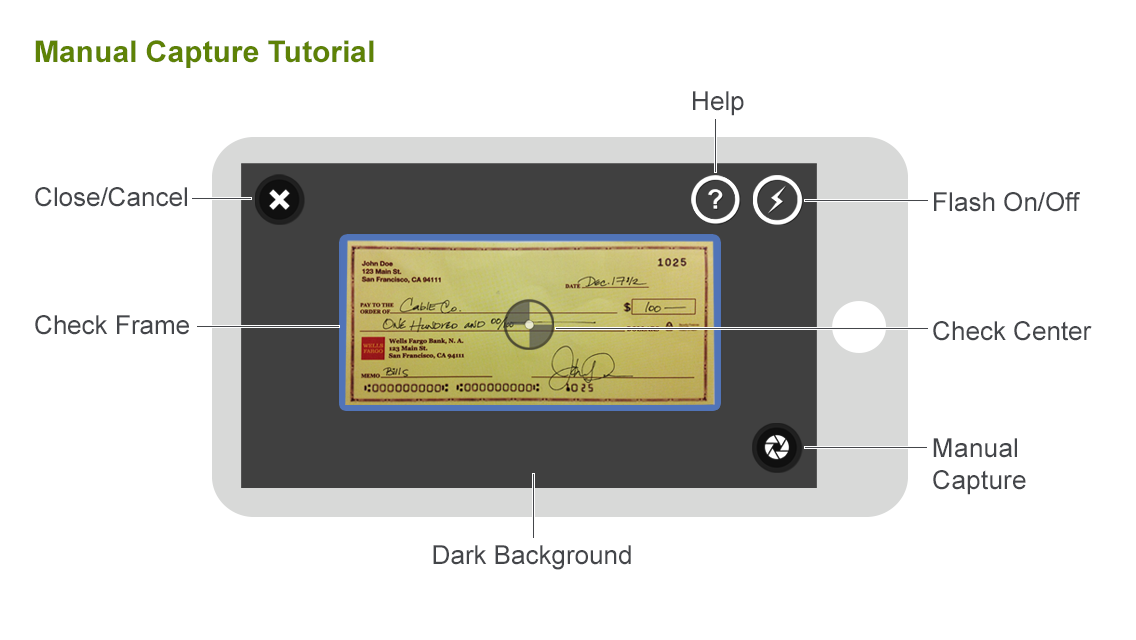 Manual Capture Tutorial
Help
Close/Cancel
?
Flash On/Off
John Doe
123 Main St.
San Francisco, CA 94111
1025
DATE Dec. 17
PAY TO THE
ORDER OF Cable Co.
$ 100
ONE HUNDRED AND 00/00
Check Frame
Check Center
WELLS
FARGO
Wells Fargo Bank, N. A.
123 Main St.
San Francisco, CA 94111
MEMO Bills
⑆000000000⑆ ⑆000000000⑆ 1025
Manual
Capture
Dark Background